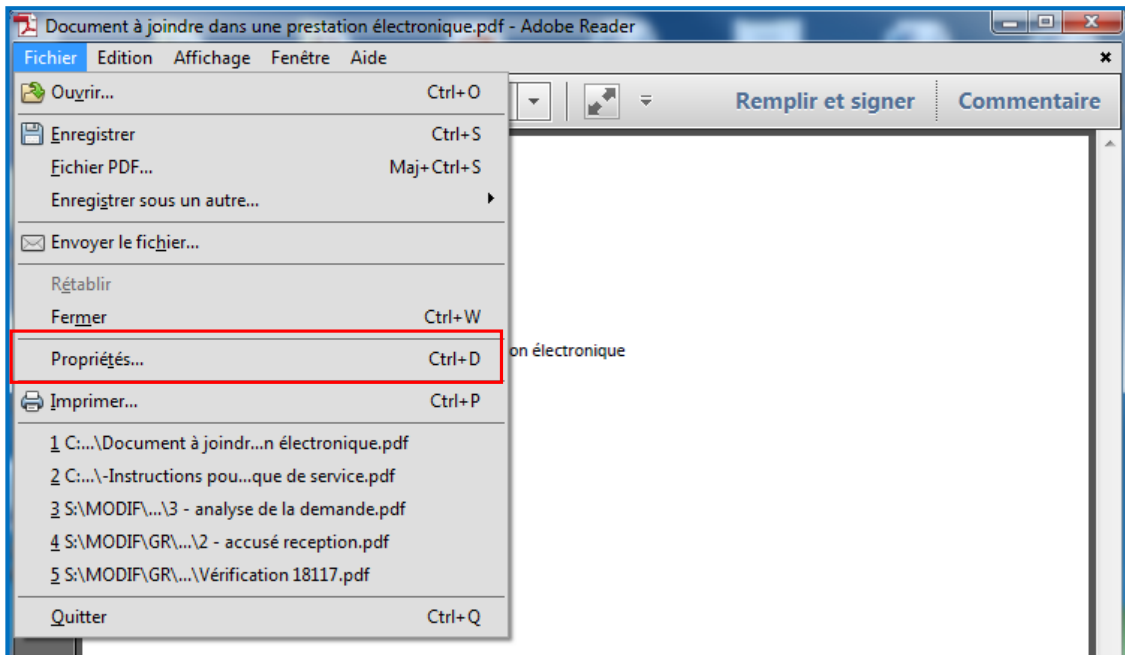 Document à joindre dans une prestation électronique.pdf - Adobe Reader
Fichier Edition Affichage Fenêtre Aide
Ouvrir... Ctrl+O
Remplir et signer Commentaire
Enregistrer Ctrl+S
Fichier PDF... Maj+Ctrl+S
Enregistrer sous un autre...
Envoyer le fichier...
Rétablir
Fermer Ctrl+W
Propriétés... Ctrl+D
on électronique
Imprimer... Ctrl+P
1 C:...\Document à joindr...n électronique.pdf
2 C:...\-Instructions pou...que de service.pdf
3 S:\MODIF\...\3 - analyse de la demande.pdf
4 S:\MODIF\GR\...\2 - accusé reception.pdf
5 S:\MODIF\GR\...\Vérification 18117.pdf
Quitter Ctrl+Q